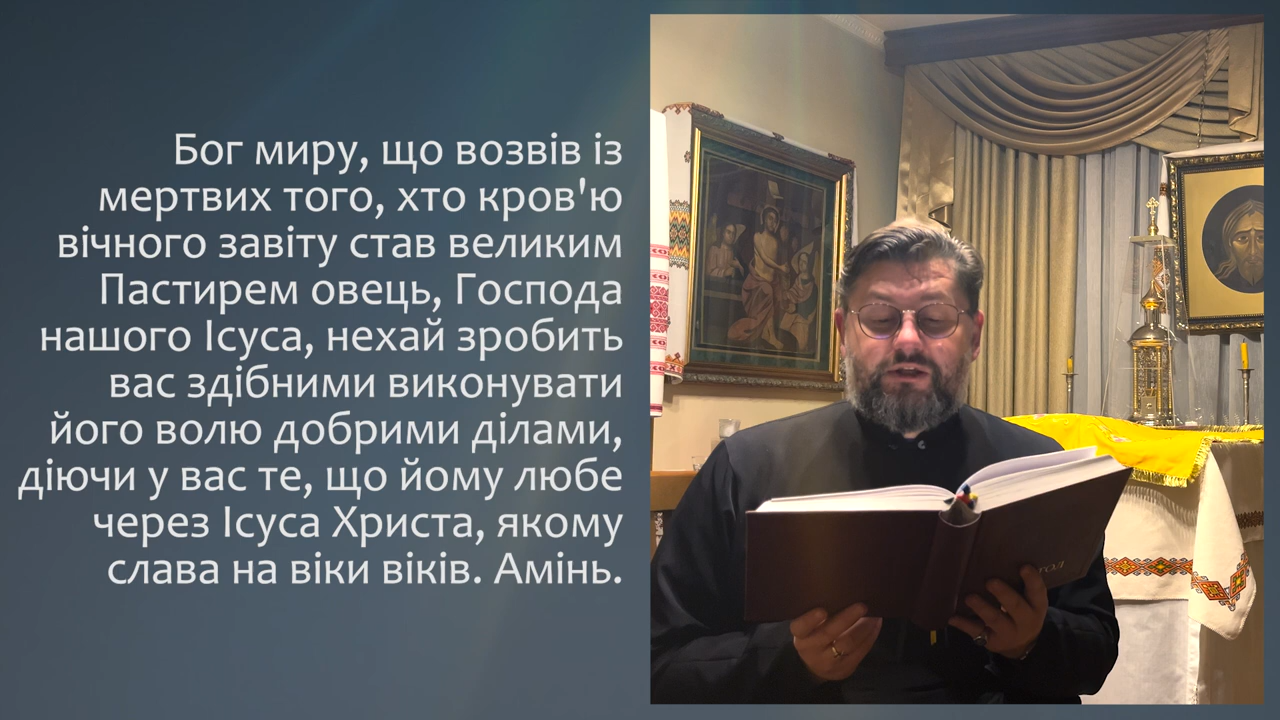 Бог миру, що возвів із
мертвих того, хто кров'ю
вічного завіту став великим
Пастирем овець, Господа
нашого Ісуса, нехай зробить
вас здібними виконувати
його волю добрими ділами,
діючи у вас те, що йому любе
через Ісуса Христа, якому
слава на віки віків. Амінь.